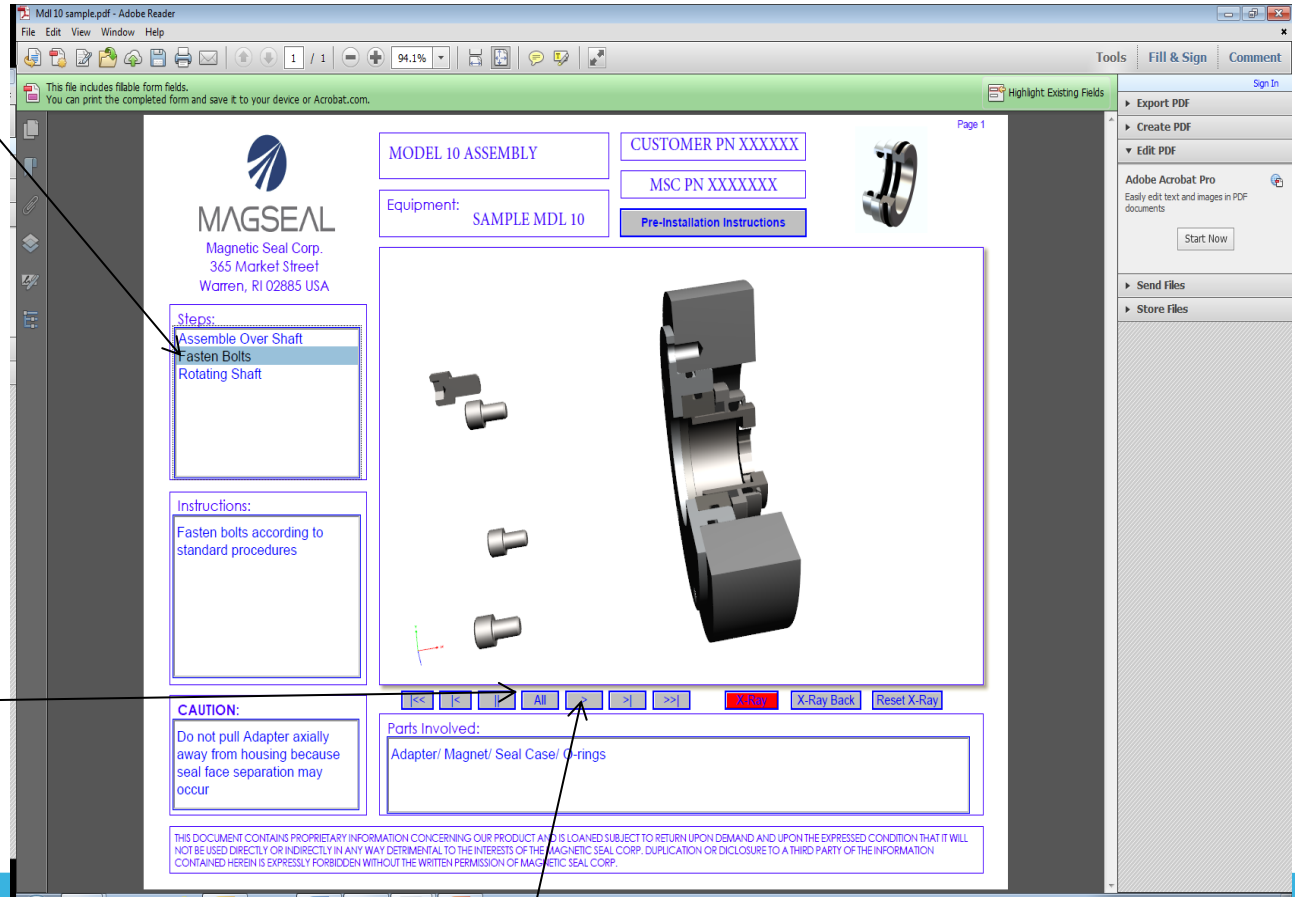 Mdl 10 sample.pdf - Adobe Reader
File Edit View Window Help
1 / 1 94.1%
Tools Fill & Sign Comment
This file includes fillable form fields.
You can print the completed form and save it to your device or Acrobat.com.
Highlight Existing Fields
Sign In
Export PDF
Create PDF
Edit PDF
Adobe Acrobat Pro
Easily edit text and images in PDF
documents
Start Now
Send Files
Store Files
Page 1
MAGSEAL
Magnetic Seal Corp.
365 Market Street
Warren, RI 02885 USA
MODEL 10 ASSEMBLY
Equipment:
SAMPLE MDL 10
CUSTOMER PN XXXXXX
MSC PN XXXXXXX
Pre-Installation Instructions
Steps:
Assemble Over Shaft
Fasten Bolts
Rotating Shaft
Instructions:
Fasten bolts according to
standard procedures
CAUTION:
Do not pull Adapter axially
away from housing because
seal face separation may
occur
|<< |< || All > >| >>| X-Ray X-Ray Back Reset X-Ray
Parts Involved:
Adapter/ Magnet/ Seal Case/ O-rings
THIS DOCUMENT CONTAINS PROPRIETARY INFORMATION CONCERNING OUR PRODUCT AND IS LOANED SUBJECT TO RETURN UPON DEMAND AND UPON THE EXPRESSED CONDITION THAT IT WILL
NOT BE USED DIRECTLY OR INDIRECTLY IN ANY WAY DETRIMENTAL TO THE INTERESTS OF THE MAGNETIC SEAL CORP. DUPLICATION OR DICLOSURE TO A THIRD PARTY OF THE INFORMATION
CONTAINED HEREIN IS EXPRESSLY FORBIDDEN WITHOUT THE WRITTEN PERMISSION OF MAGNETIC SEAL CORP.